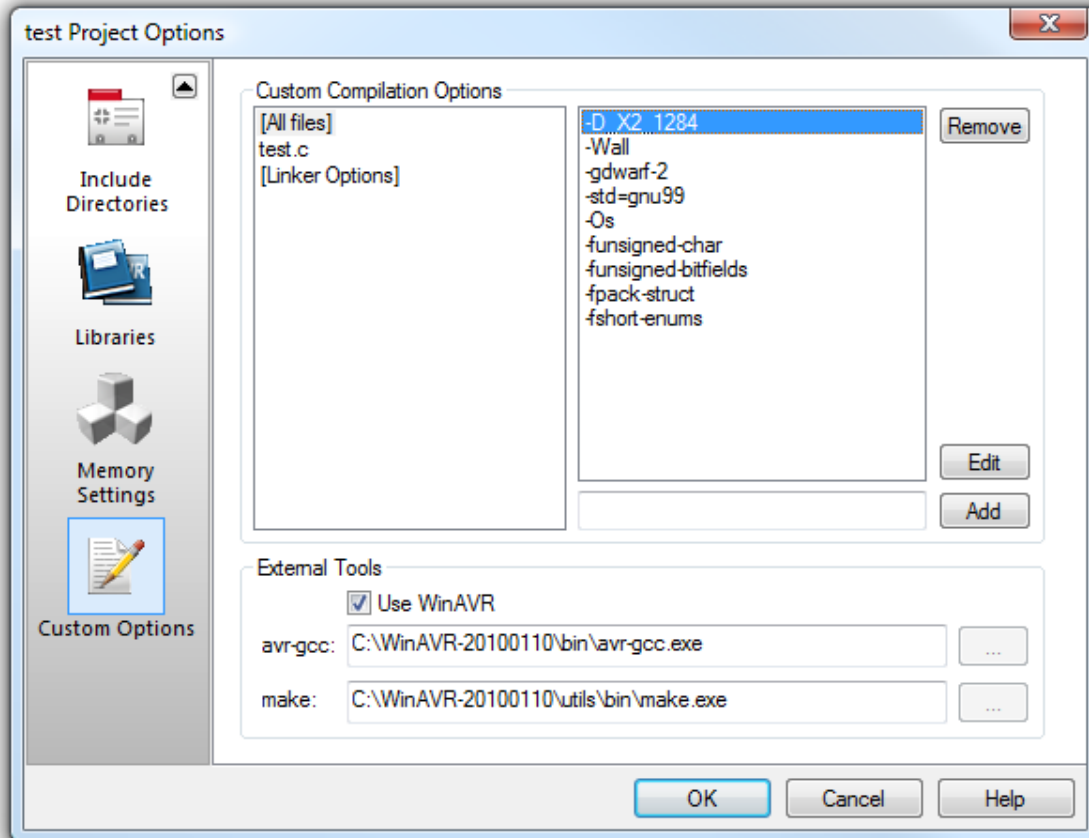 test Project Options
Include
Directories
Libraries
Memory
Settings
Custom Options
Custom Compilation Options
[All files]
test.c
[Linker Options]
-D_X2_1284
-Wall
-gdwarf-2
-std=gnu99
-Os
-funsigned-char
-funsigned-bitfields
-fpack-struct
-fshort-enums
Remove
Edit
Add
External Tools
Use WinAVR
avr-gcc: C:\WinAVR-20100110\bin\avr-gcc.exe ...
make: C:\WinAVR-20100110\utils\bin\make.exe ...
OK Cancel Help